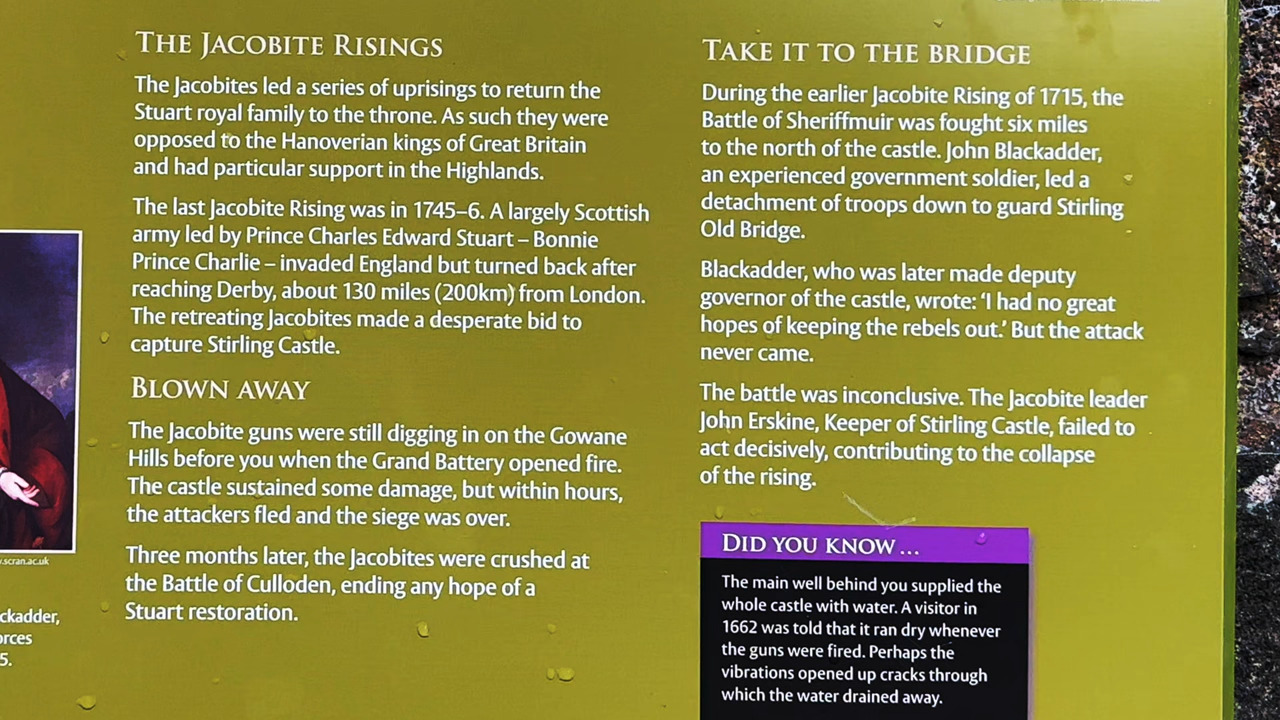 THE JACOBITE RISINGS
The Jacobites led a series of uprisings to return the
Stuart royal family to the throne. As such they were
opposed to the Hanoverian kings of Great Britain
and had particular support in the Highlands.
The last Jacobite Rising was in 1745–6. A largely Scottish
army led by Prince Charles Edward Stuart – Bonnie
Prince Charlie – invaded England but turned back after
reaching Derby, about 130 miles (200km) from London.
The retreating Jacobites made a desperate bid to
capture Stirling Castle.
BLOWN AWAY
The Jacobite guns were still digging in on the Gowane
Hills before you when the Grand Battery opened fire.
The castle sustained some damage, but within hours,
the attackers fled and the siege was over.
Three months later, the Jacobites were crushed at
the Battle of Culloden, ending any hope of a
Stuart restoration.
TAKE IT TO THE BRIDGE
During the earlier Jacobite Rising of 1715, the
Battle of Sheriffmuir was fought six miles
to the north of the castle. John Blackadder,
an experienced government soldier, led a
detachment of troops down to guard Stirling
Old Bridge.
Blackadder, who was later made deputy
governor of the castle, wrote: ‘I had no great
hopes of keeping the rebels out.’ But the attack
never came.
The battle was inconclusive. The Jacobite leader
John Erskine, Keeper of Stirling Castle, failed to
act decisively, contributing to the collapse
of the rising.
DID YOU KNOW...
The main well behind you supplied the
whole castle with water. A visitor in
1662 was told that it ran dry whenever
the guns were fired. Perhaps the
vibrations opened up cracks through
which the water drained away.
.scran.ac.uk
ckadder,
orces
5.